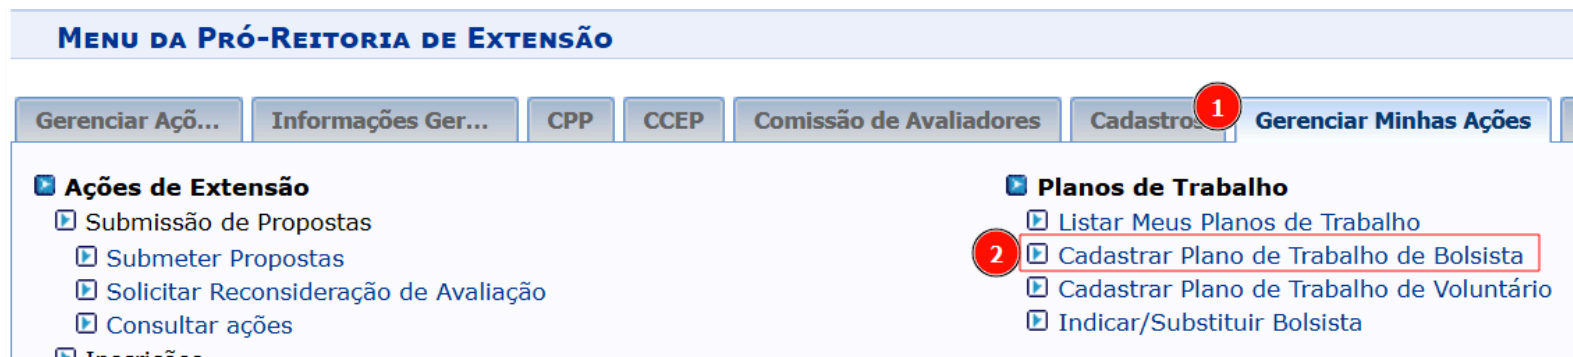 MENU DA PRÓ-REITORIA DE EXTENSÃO
Gerenciar Açõ... Informações Ger... CPP CCEP Comissão de Avaliadores Cadastros 1 Gerenciar Minhas Ações
Ações de Extensão
Submissão de Propostas
Submeter Propostas
Solicitar Reconsideração de Avaliação
Consultar ações
Inscrições
Planos de Trabalho
Listar Meus Planos de Trabalho
2 Cadastrar Plano de Trabalho de Bolsista
Cadastrar Plano de Trabalho de Voluntário
Indicar/Substituir Bolsista